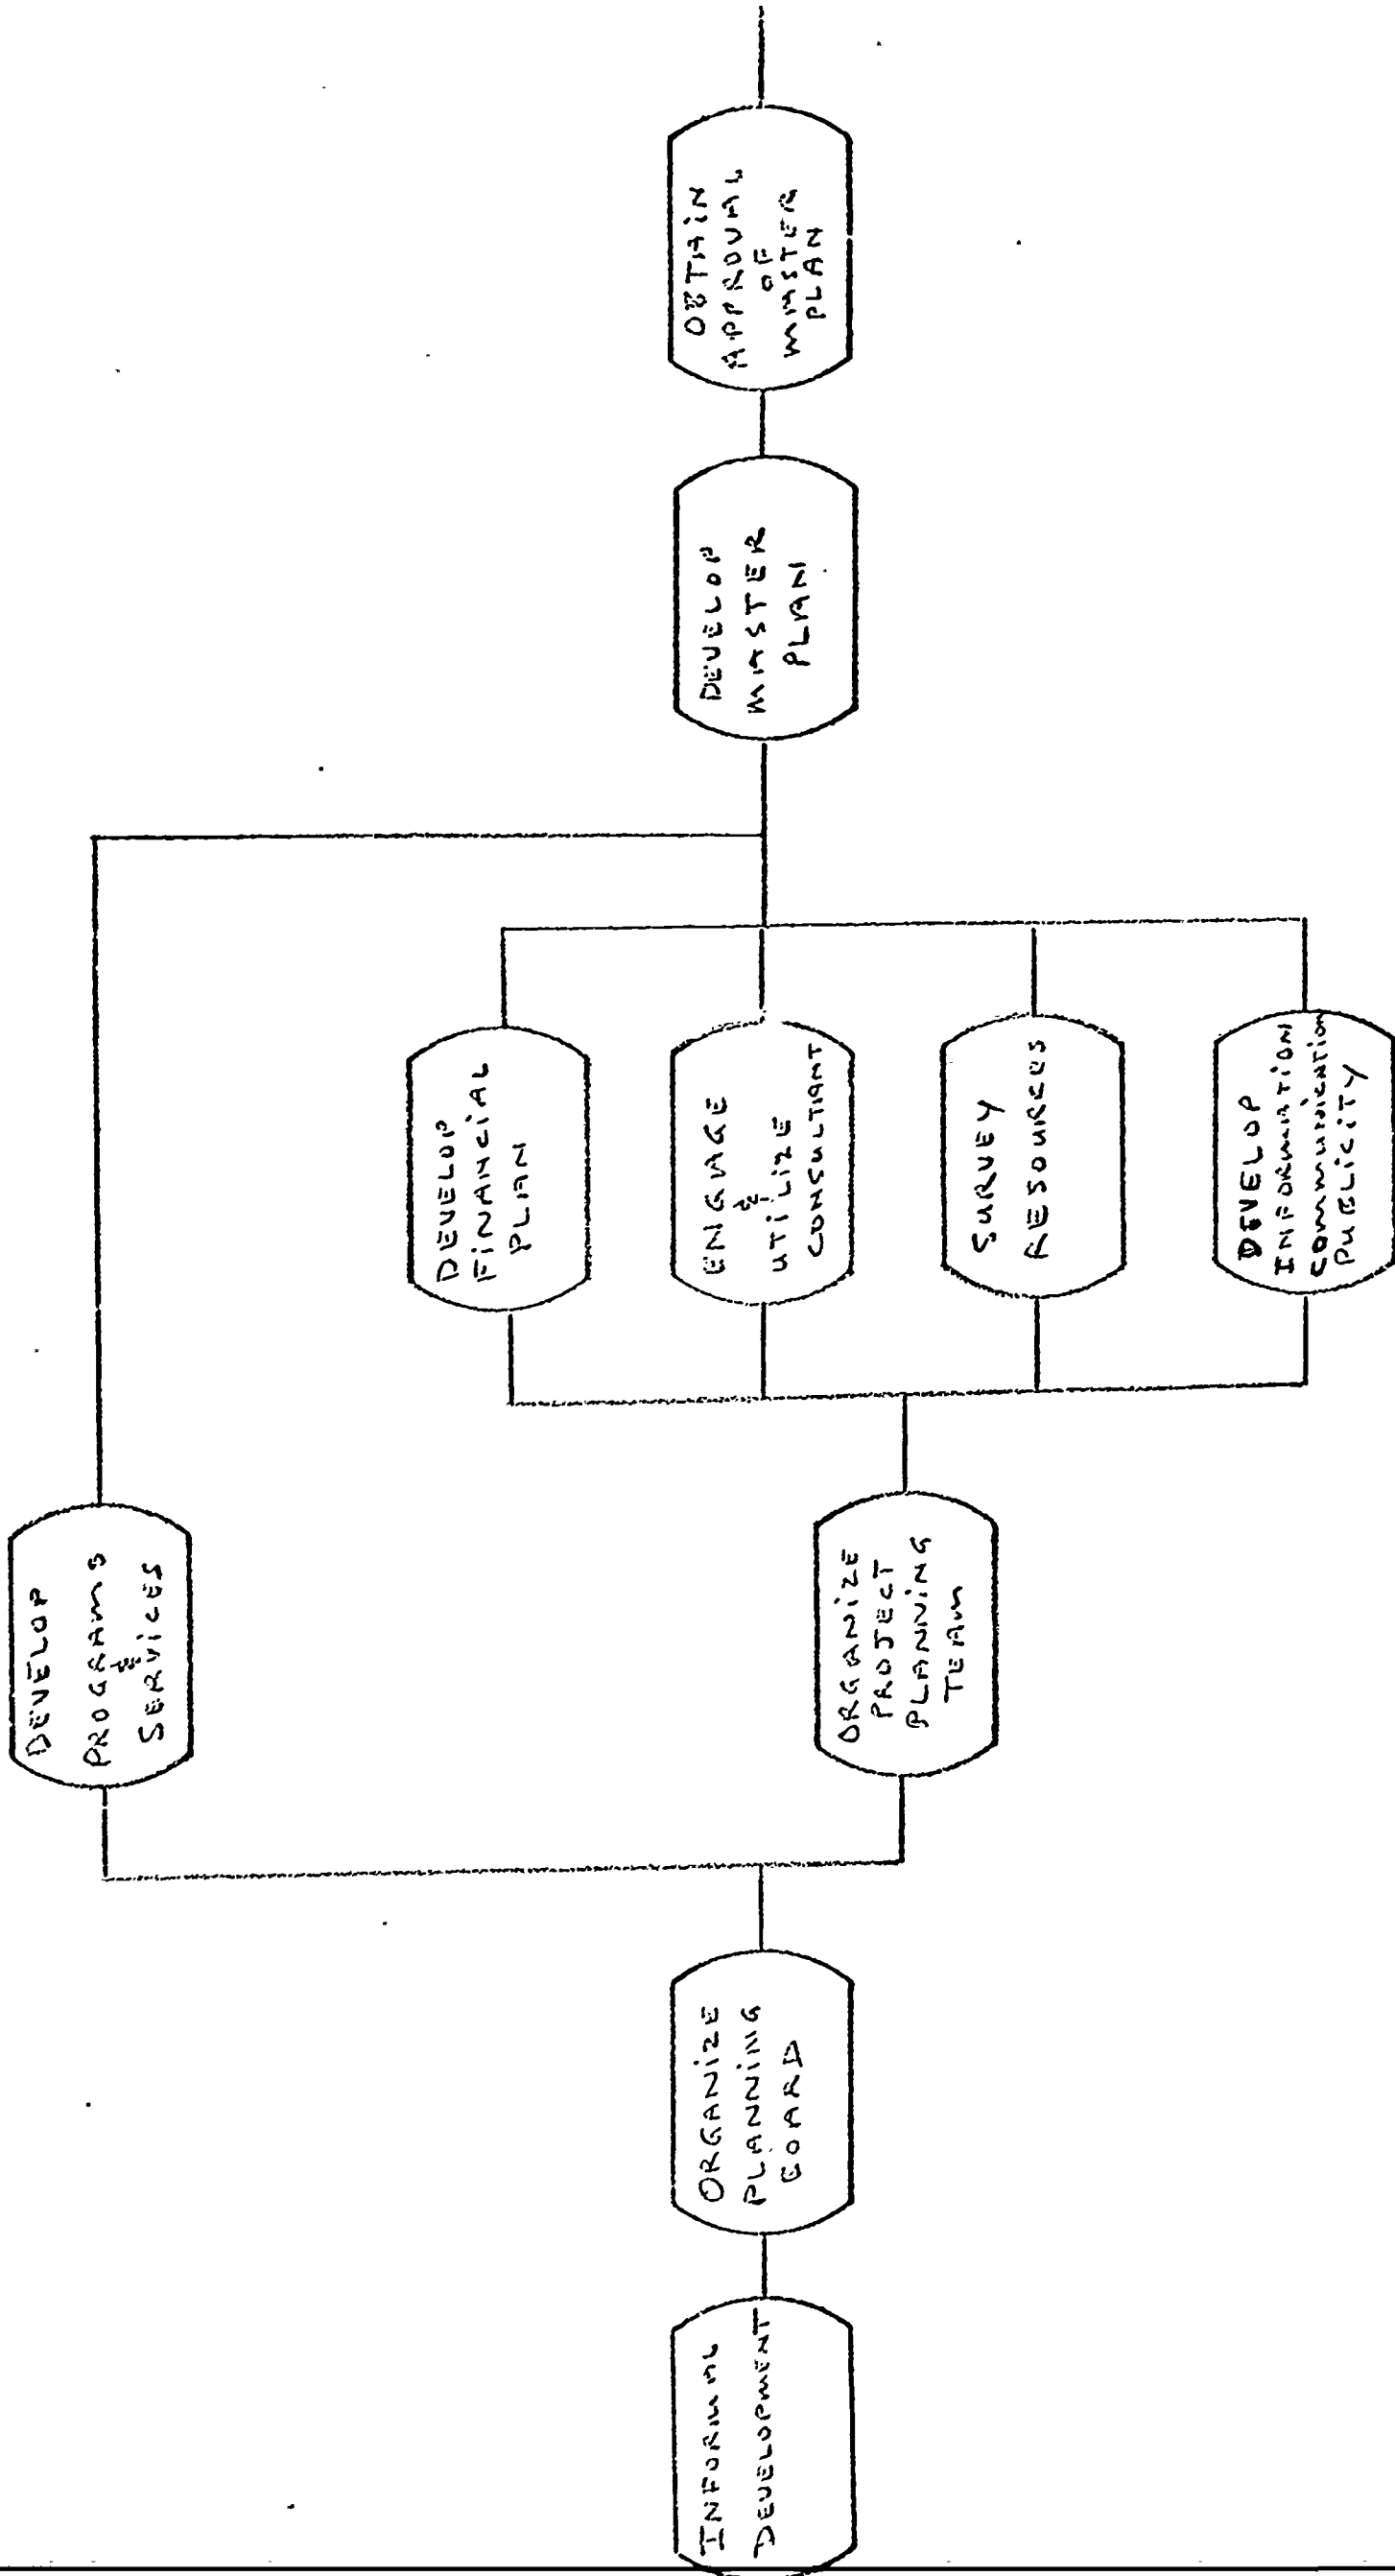 INFORMAL
DEVELOPMENT
ORGANIZE
PLANNING
BOARD
DEVELOP
PROGRAMS
&
SERVICES
ORGANIZE
PROJECT
PLANNING
TEAM
DEVELOP
FINANCIAL
PLAN
ENGAGE
&
UTILIZE
CONSULTANT
SURVEY
RESOURCES
DEVELOP
INFORMATION
COMMUNICATION
PUBLICITY
DEVELOP
MASTER
PLAN
OBTAIN
APPROVAL
OF
MASTER
PLAN